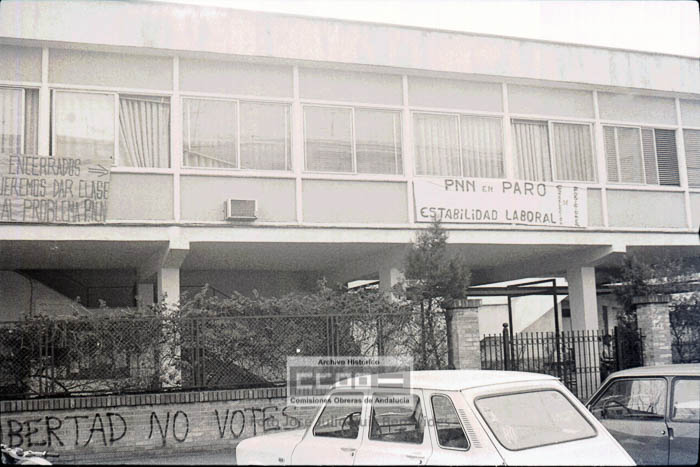 ENCERRADOS
QUEREMOS DAR CLASE
AL PROBLEMA PNN
PNN EN PARO
ESTABILIDAD LABORAL
Archivo Histórico
CCOO
Comisiones Obreras de Andalucía
IBERTAD NO VOTES